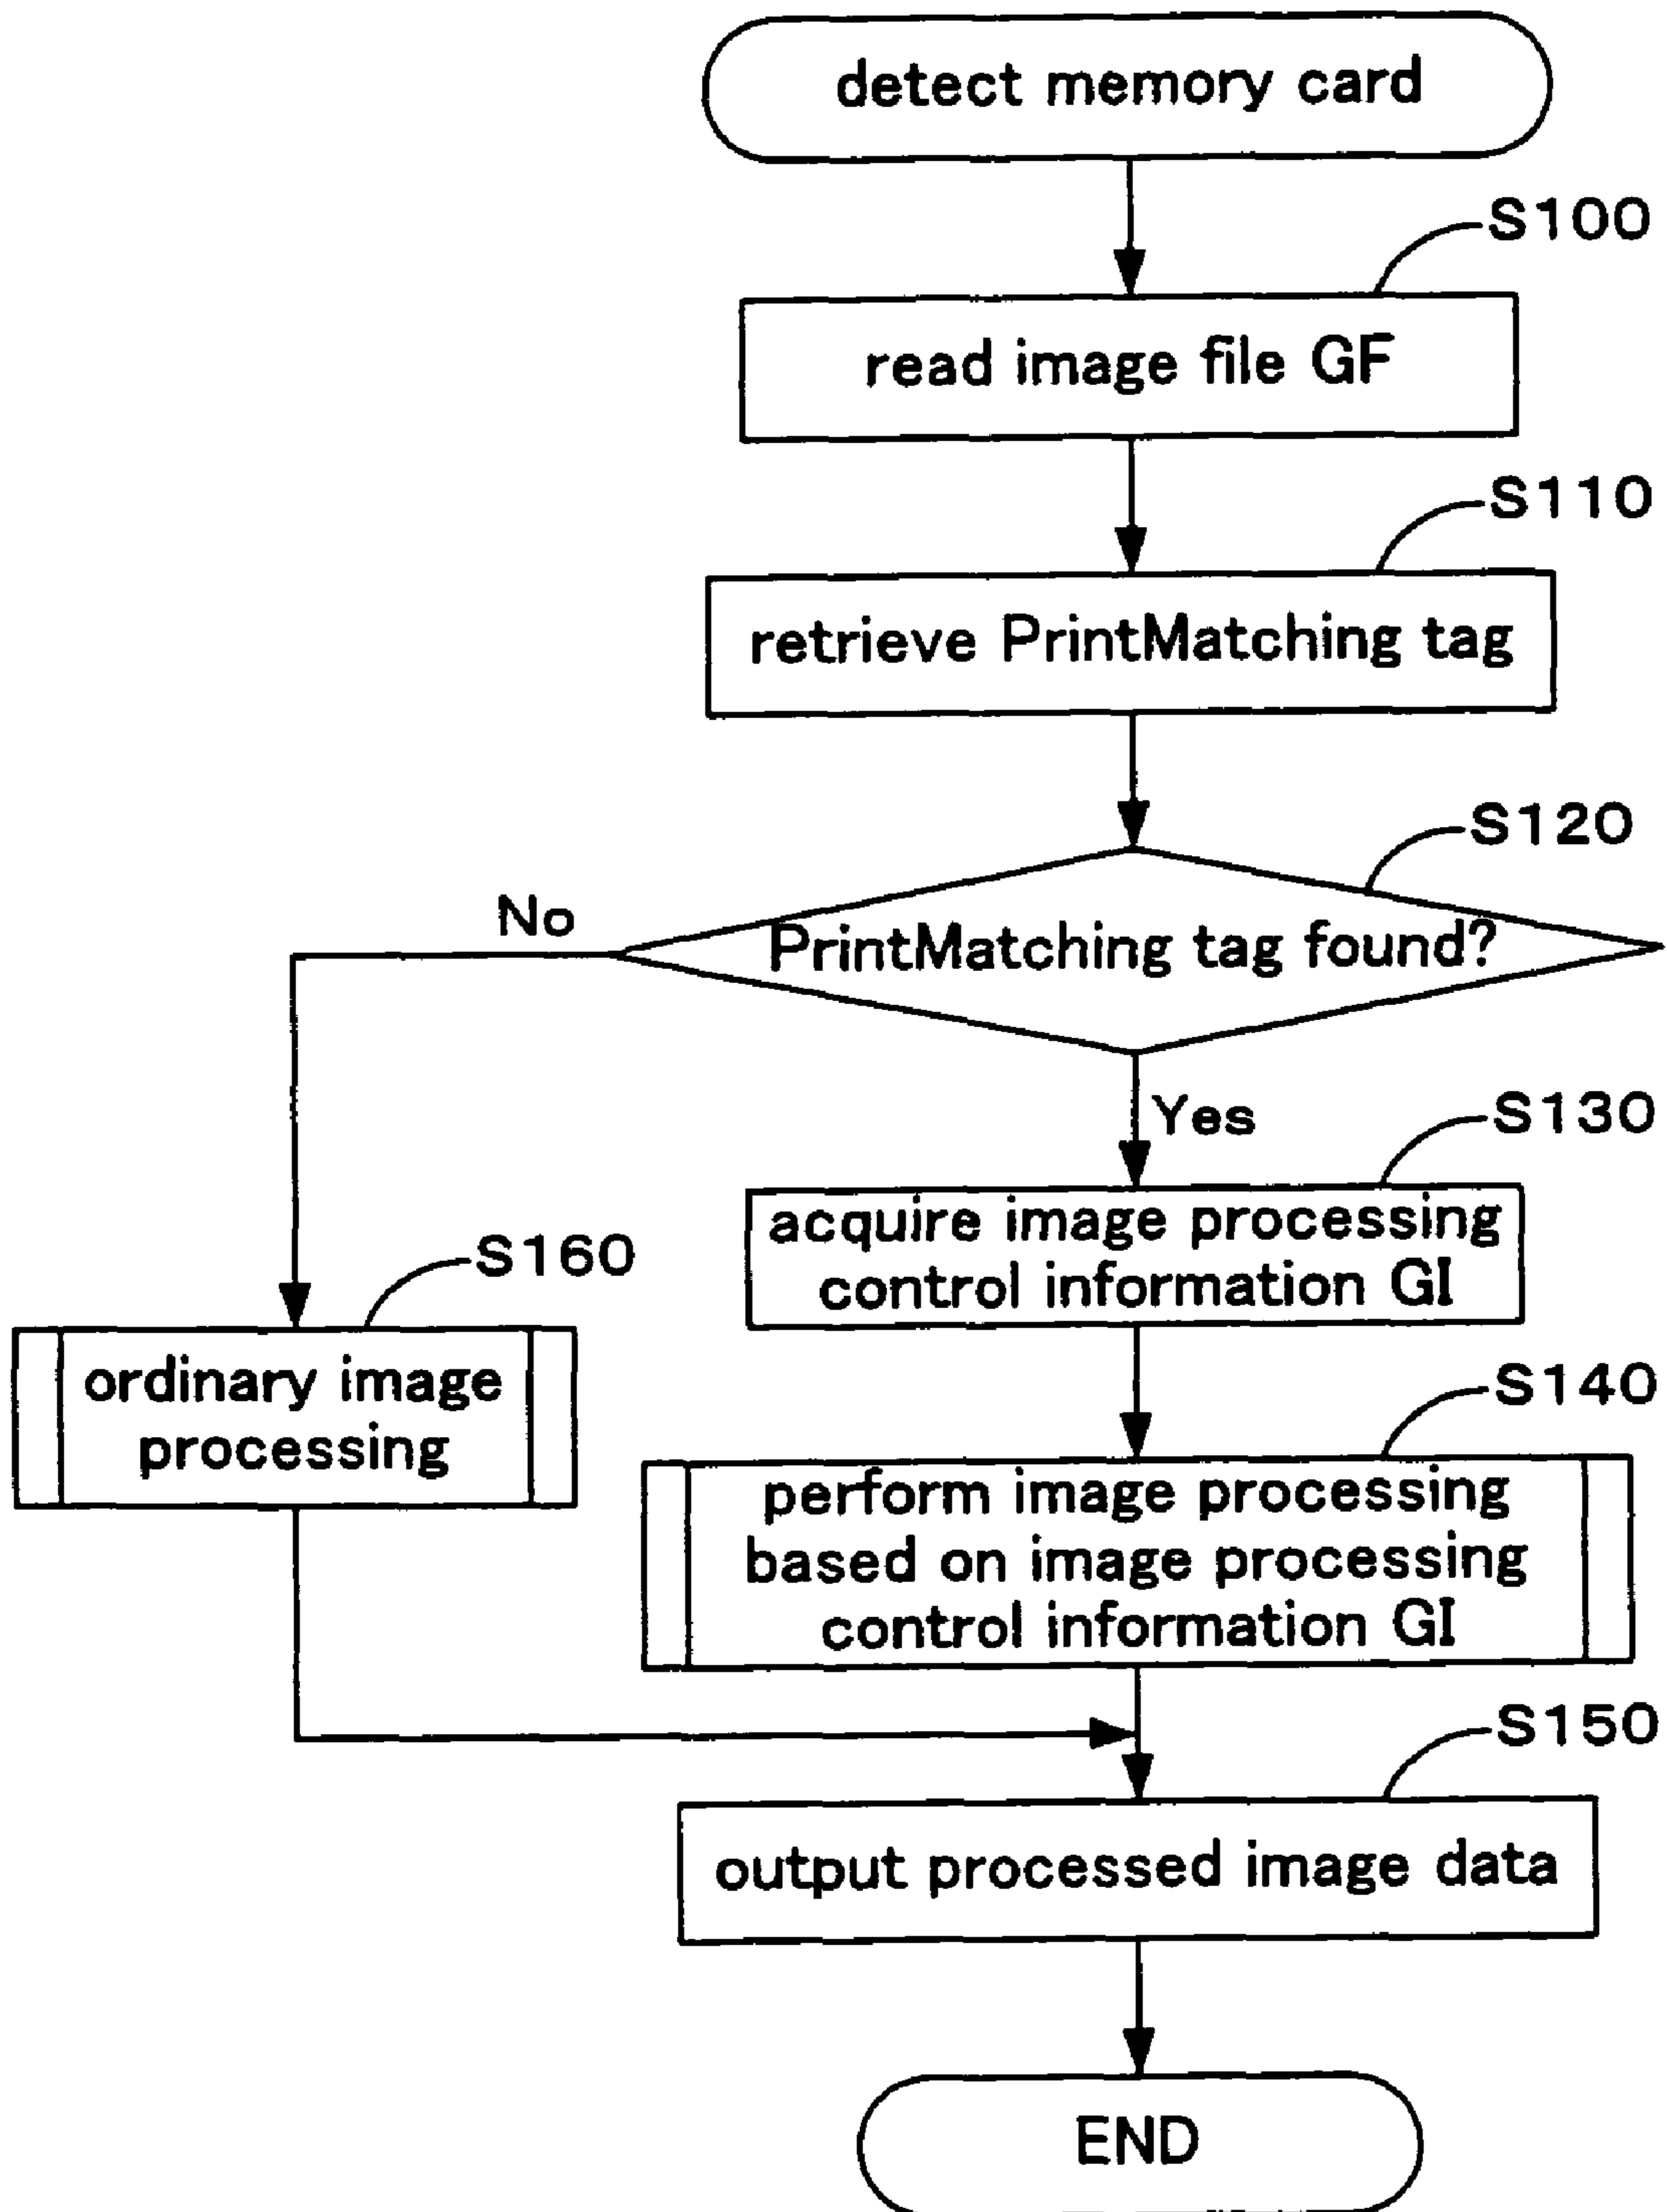 detect memory card
S100
read image file GF
S110
retrieve PrintMatching tag
S120
No
PrintMatching tag found?
Yes
S130
acquire image processing
control information GI
S160
ordinary image
processing
S140
perform image processing
based on image processing
control information GI
S150
output processed image data
END